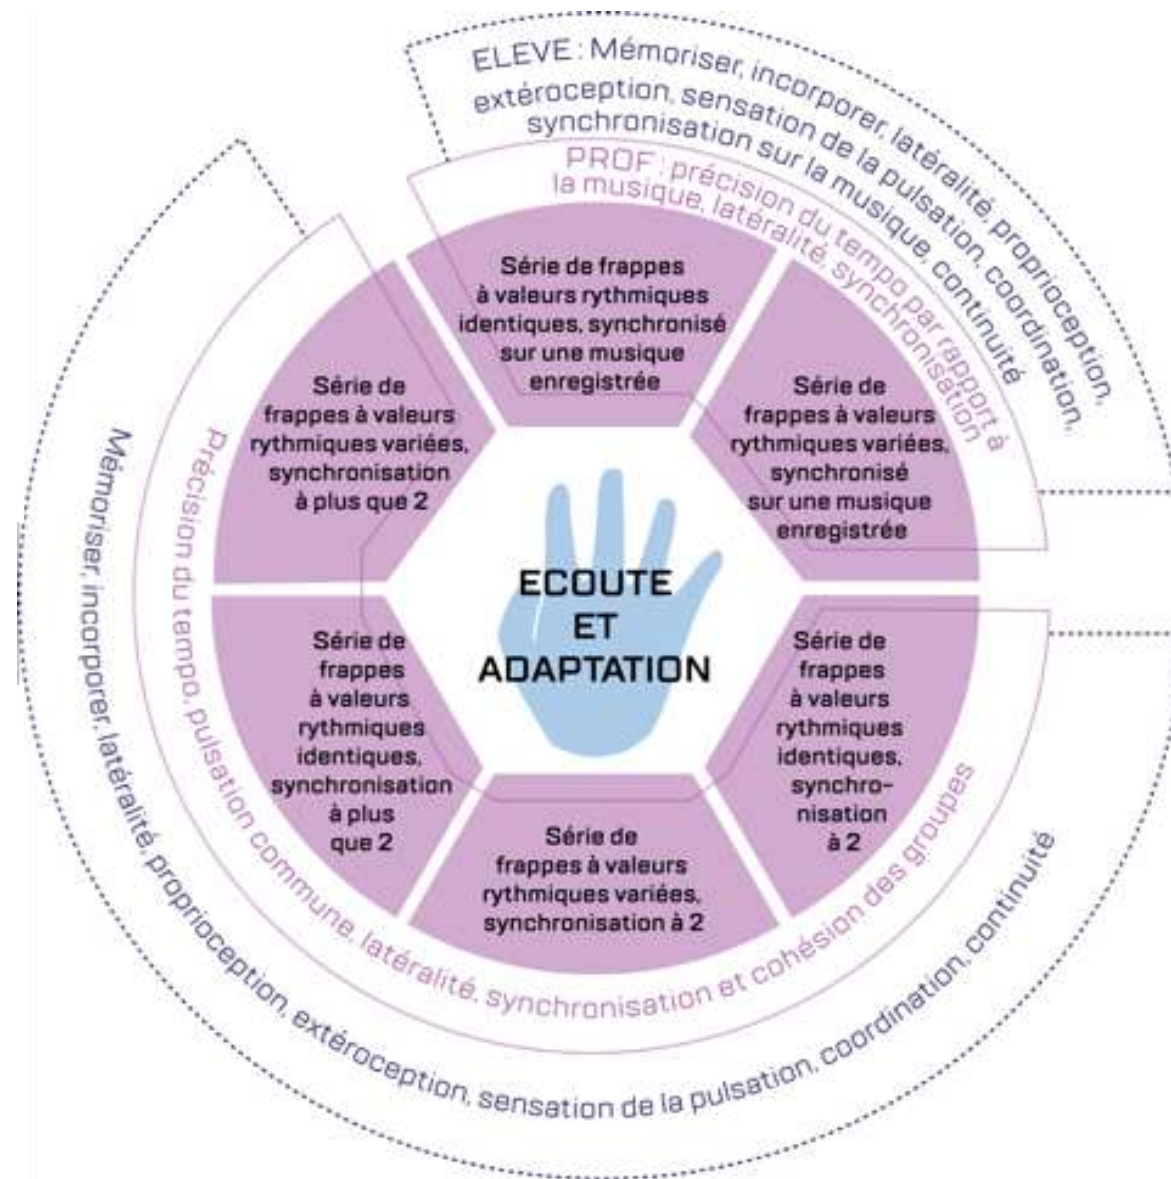 ELEVE : Mémoriser, incorporer, latéralité, proprioception,
extéroception, sensation de la pulsation, coordination,
synchronisation sur la musique, continuité
PROF : précision du tempo par rapport à
la musique, latéralité, synchronisation
Série de frappes
à valeurs rythmiques
identiques, synchronisé
sur une musique
enregistrée
Série de
frappes à valeurs
rythmiques variées,
synchronisé
sur une musique
enregistrée
Série de
frappes
à valeurs
rythmiques
identiques,
synchro-
nisation
à 2
Série de
frappes à valeurs
rythmiques variées,
synchronisation à 2
Série de
frappes
à valeurs
rythmiques
identiques,
synchronisation
à plus
que 2
Série de
frappes à valeurs
rythmiques variées,
synchronisation
à plus que 2
ECOUTE
ET
ADAPTATION
Précision du tempo, pulsation commune, latéralité, synchronisation et cohésion des groupes
Mémoriser, incorporer, latéralité, proprioception, extéroception, sensation de la pulsation, coordination, continuité